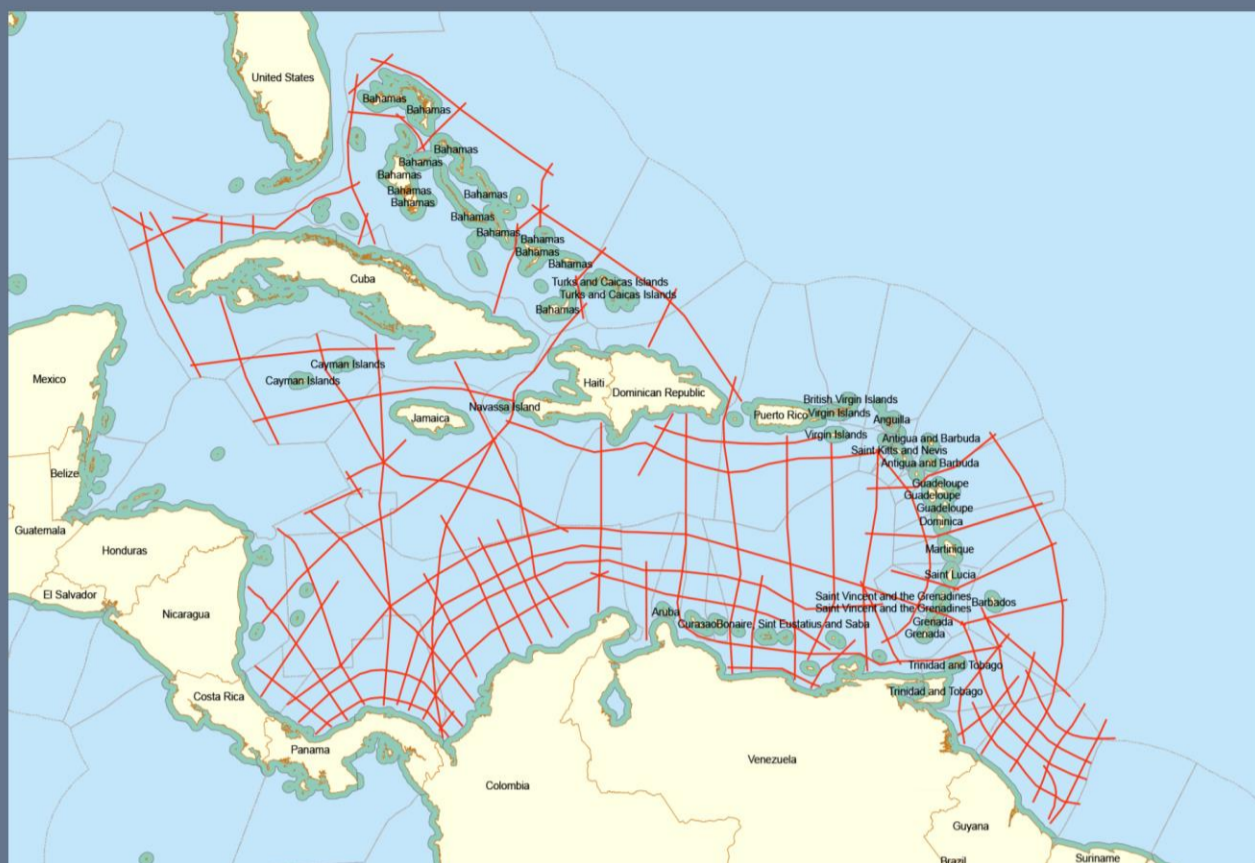 United States
Bahamas
Bahamas
Bahamas
Bahamas
Bahamas
Bahamas
Bahamas
Bahamas
Bahamas
Bahamas
Bahamas
Bahamas
Bahamas
Cuba
Turks and Caicas Islands
Turks and Caicas Islands
Bahamas
Cayman Islands
Cayman Islands
Mexico
Haiti
Dominican Republic
Navassa Island
Jamaica
Puerto Rico
British Virgin Islands
Virgin Islands
Anguilla
Virgin Islands
Antigua and Barbuda
Saint Kitts and Nevis
Antigua and Barbuda
Belize
Guadeloupe
Guadeloupe
Guadeloupe
Dominica
Guatemala
Honduras
Martinique
Saint Lucia
El Salvador
Nicaragua
Saint Vincent and the Grenadines
Barbados
Saint Vincent and the Grenadines
Aruba
Curasao
Bonaire, Sint Eustatius and Saba
Grenada
Grenada
Trinidad and Tobago
Trinidad and Tobago
Costa Rica
Panama
Venezuela
Colombia
Guyana
Suriname
Brazil